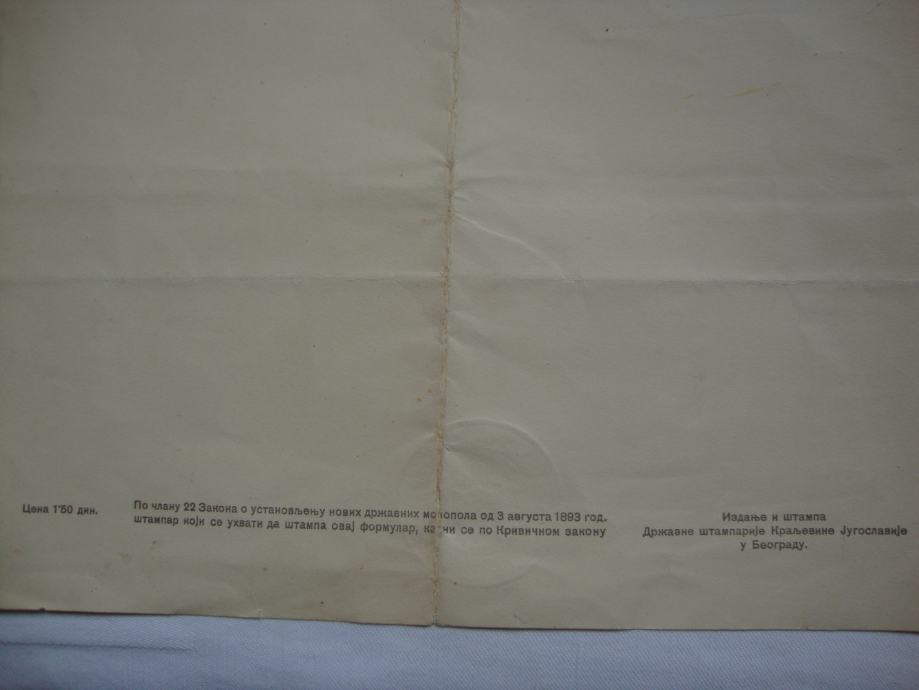 Цена 1˙50 дин.
По члану 22 Закона о установљењу нових државних монопола од 3 августа 1893 год.
штампар који се ухвати да штампа овај формулар, казни се по Кривичном закону
Издање и штампа
Државне штампарије Краљевине Југославије
у Београду.